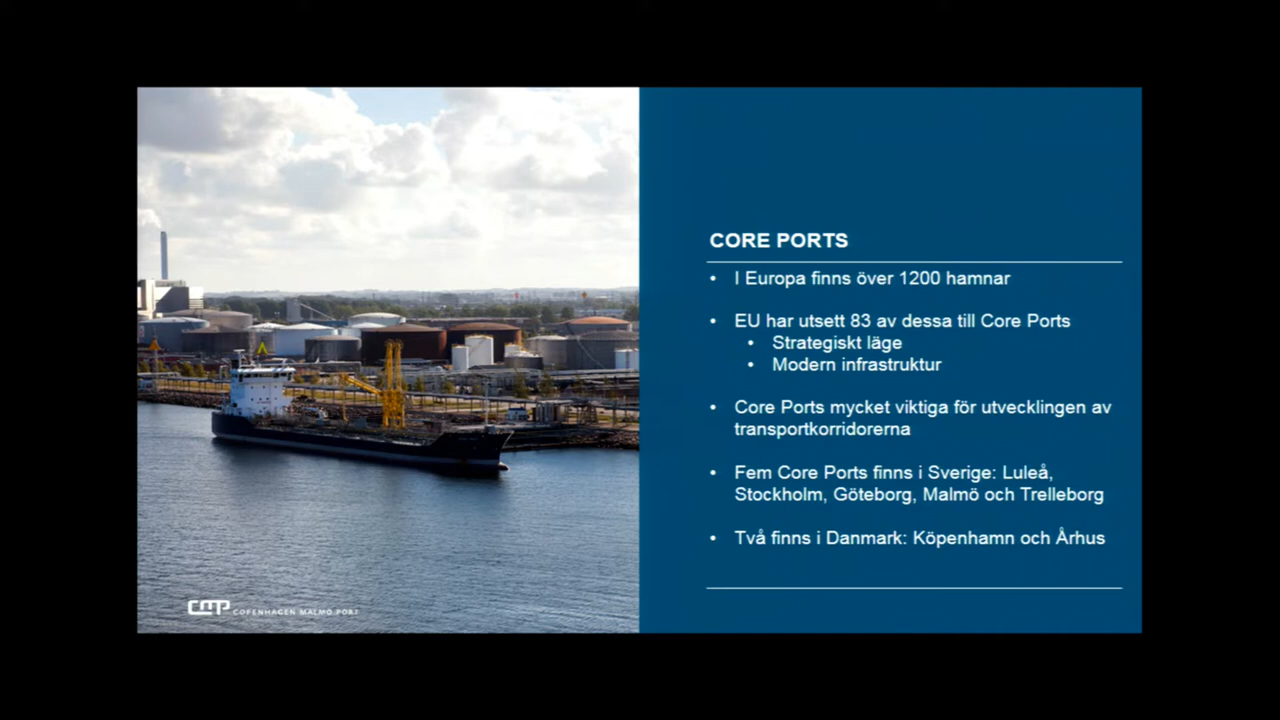 CORE PORTS
• I Europa finns över 1200 hamnar
• EU har utsett 83 av dessa till Core Ports
• Strategiskt läge
• Modern infrastruktur
• Core Ports mycket viktiga för utvecklingen av
transportkorridorerna
• Fem Core Ports finns i Sverige: Luleå,
Stockholm, Göteborg, Malmö och Trelleborg
• Två finns i Danmark: Köpenhamn och Århus
CMP COPENHAGEN MALMÖ PORT